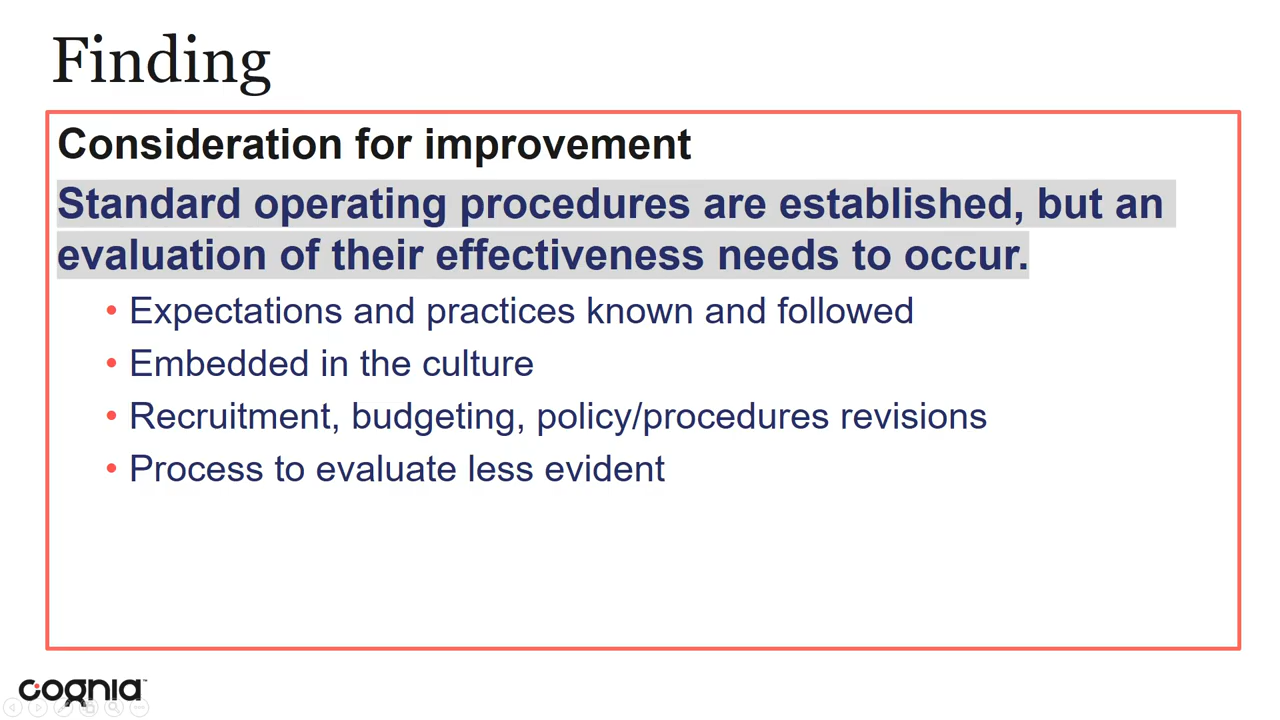 Finding
Consideration for improvement
Standard operating procedures are established, but an
evaluation of their effectiveness needs to occur.
• Expectations and practices known and followed
• Embedded in the culture
• Recruitment, budgeting, policy/procedures revisions
• Process to evaluate less evident
cognia™